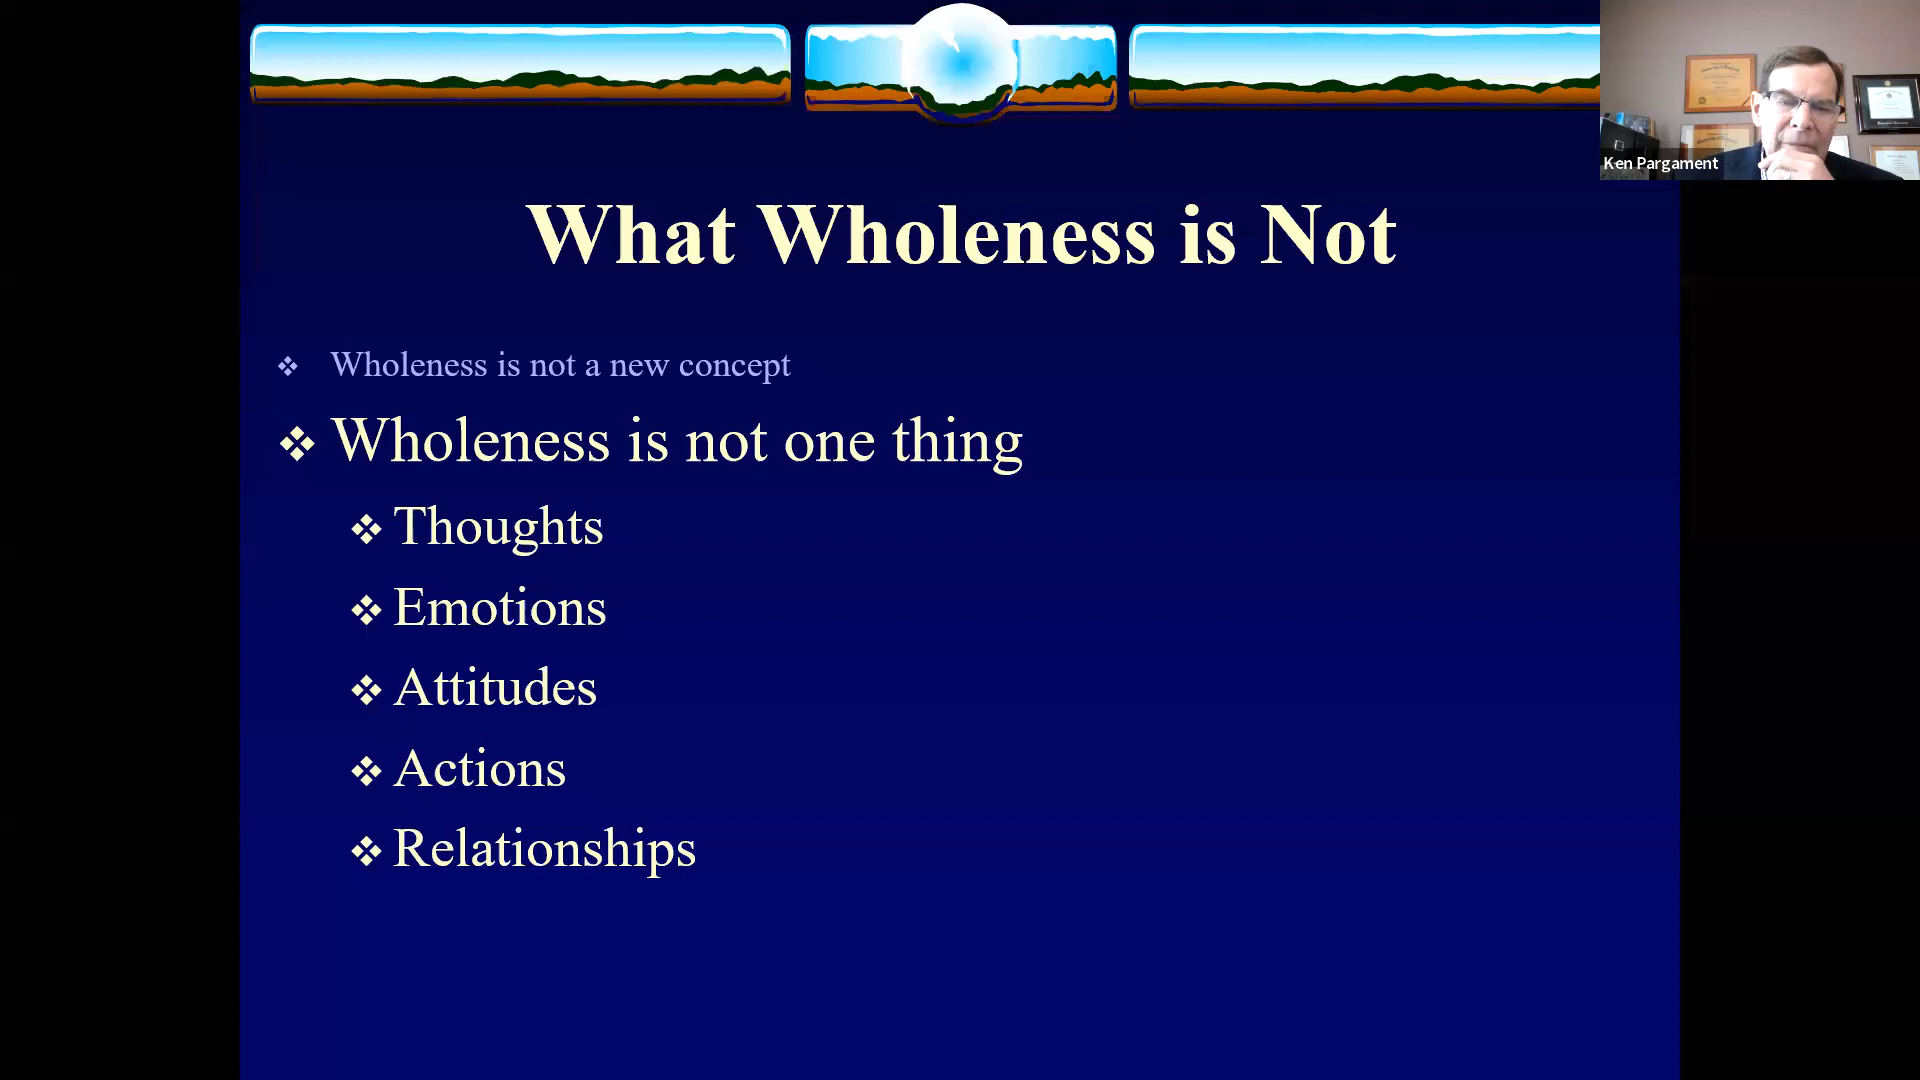 Ken Pargament
What Wholeness is Not
❖ Wholeness is not a new concept
❖ Wholeness is not one thing
❖ Thoughts
❖ Emotions
❖ Attitudes
❖ Actions
❖ Relationships